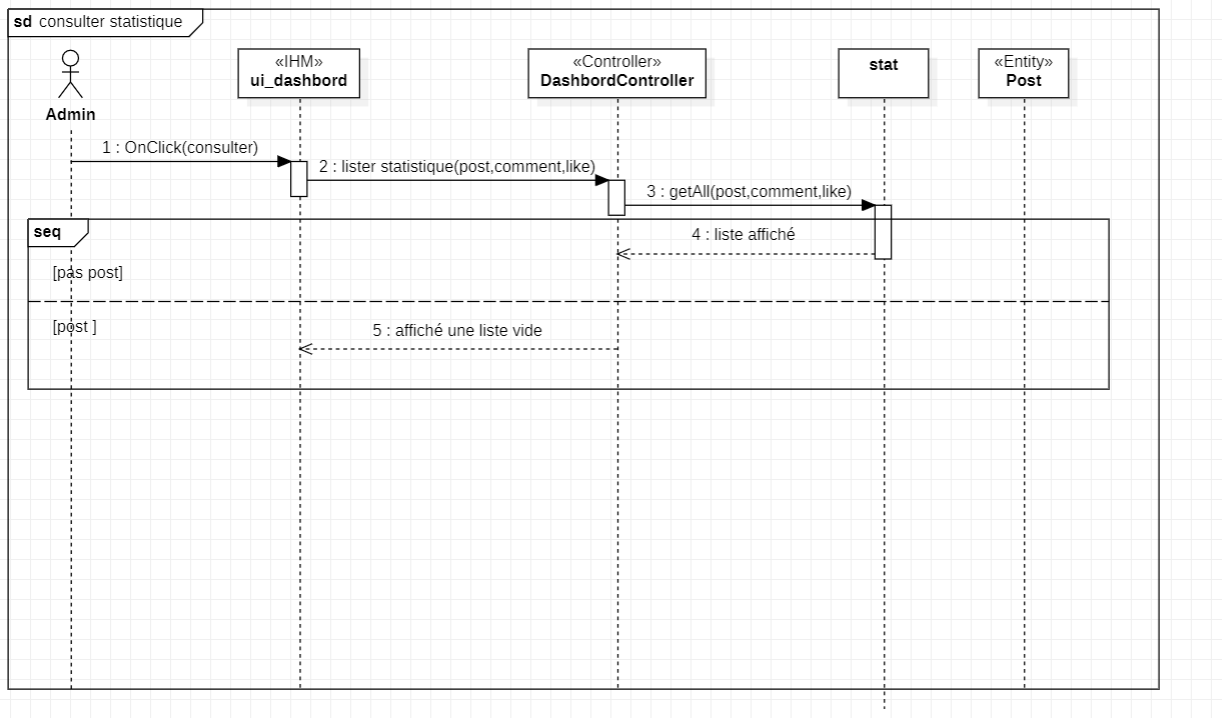 sd consulter statistique
Admin
«IHM»
ui_dashbord
«Controller»
DashbordController
stat
«Entity»
Post
1 : OnClick(consulter)
2 : lister statistique(post,comment,like)
3 : getAll(post,comment,like)
seq
4 : liste affiché
[pas post]
[post ]
5 : affiché une liste vide